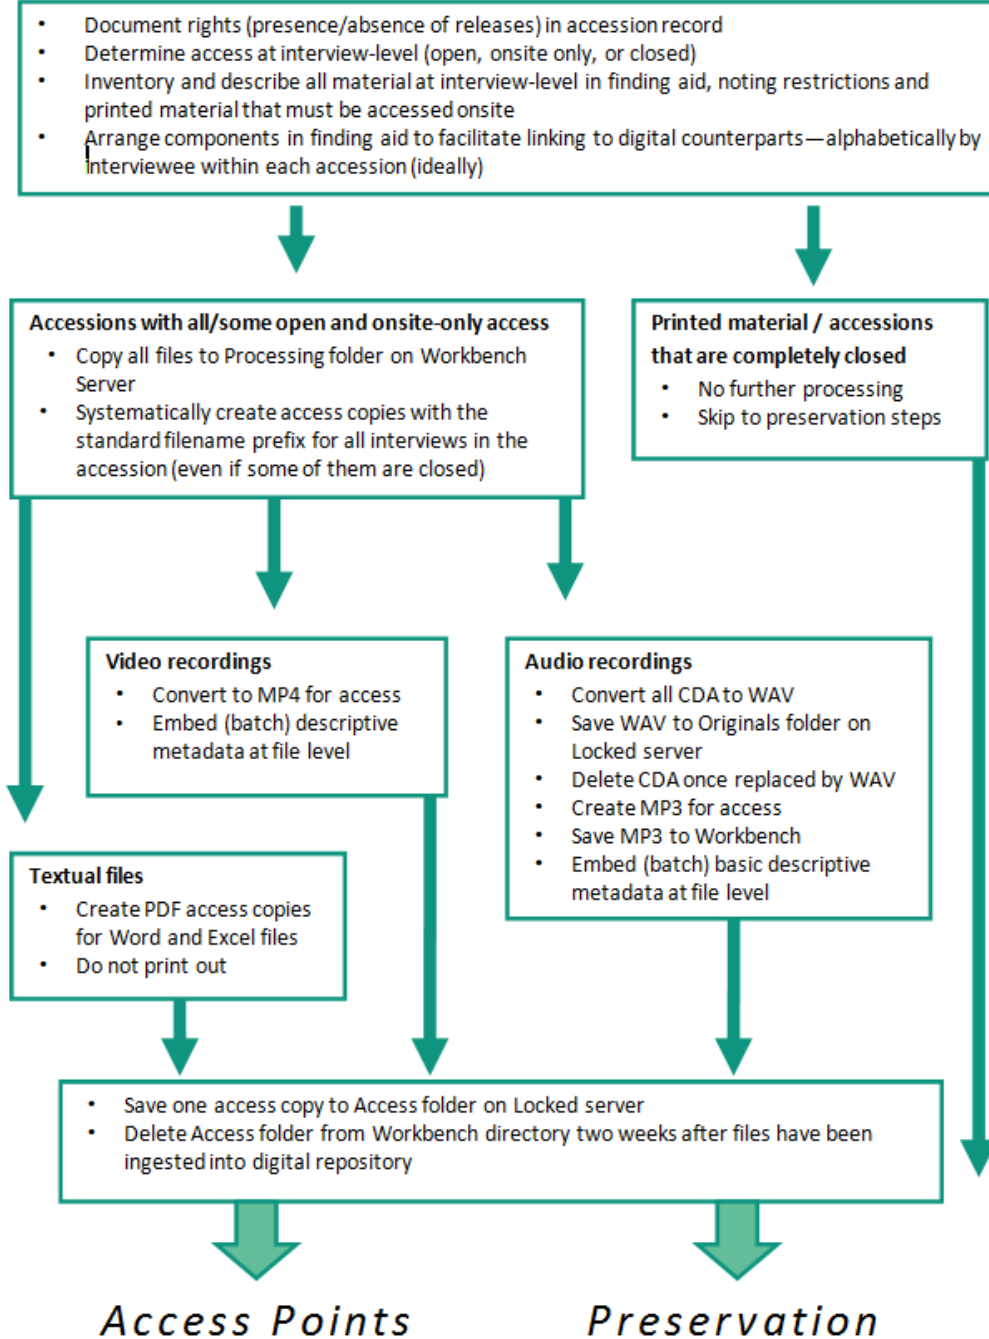 • Document rights (presence/absence of releases) in accession record
• Determine access at interview-level (open, onsite only, or closed)
• Inventory and describe all material at interview-level in finding aid, noting restrictions and
printed material that must be accessed onsite
• Arrange components in finding aid to facilitate linking to digital counterparts—alphabetically by
interviewee within each accession (ideally)
Accessions with all/some open and onsite-only access
• Copy all files to Processing folder on Workbench
Server
• Systematically create access copies with the
standard filename prefix for all interviews in the
accession (even if some of them are closed)
Printed material / accessions
that are completely closed
• No further processing
• Skip to preservation steps
Video recordings
• Convert to MP4 for access
• Embed (batch) descriptive
metadata at file level
Audio recordings
• Convert all CDA to WAV
• Save WAV to Originals folder on
Locked server
• Delete CDA once replaced by WAV
• Create MP3 for access
• Save MP3 to Workbench
• Embed (batch) basic descriptive
metadata at file level
Textual files
• Create PDF access copies
for Word and Excel files
• Do not print out
• Save one access copy to Access folder on Locked server
• Delete Access folder from Workbench directory two weeks after files have been
ingested into digital repository
Access Points
Preservation